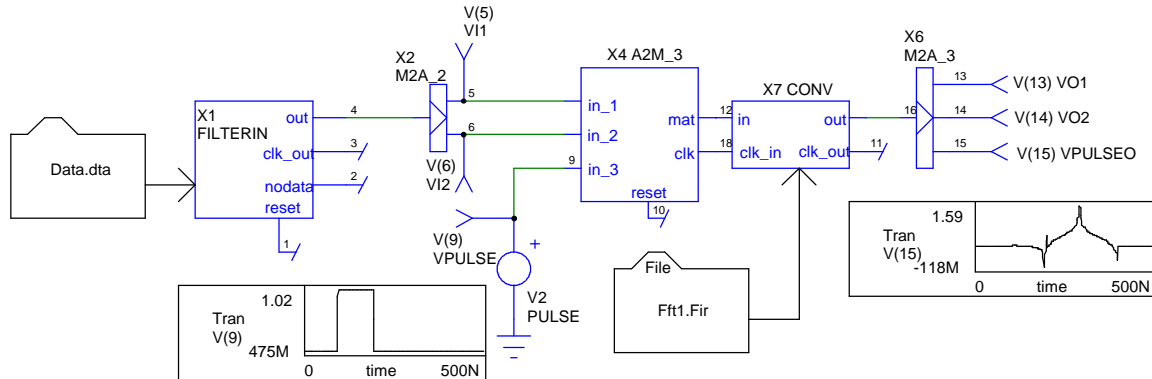 V(5)
VI1
X2
M2A_2
X4 A2M_3
X6
M2A_3
X7 CONV
X1
FILTERIN
out
4
5
in_1
13
V(13) VO1
Data.dta
clk_out
3
6
in_2
mat
12
in
out
16
14
V(14) VO2
nodata
2
9
in_3
clk
18
clk_in
clk_out
11
15
V(15) VPULSEO
reset
1
V(6)
VI2
reset
10
V(9)
VPULSE
+
V2
PULSE
File
Fft1.Fir
1.59
Tran
V(15)
-118M
0 time 500N
1.02
Tran
V(9)
475M
0 time 500N